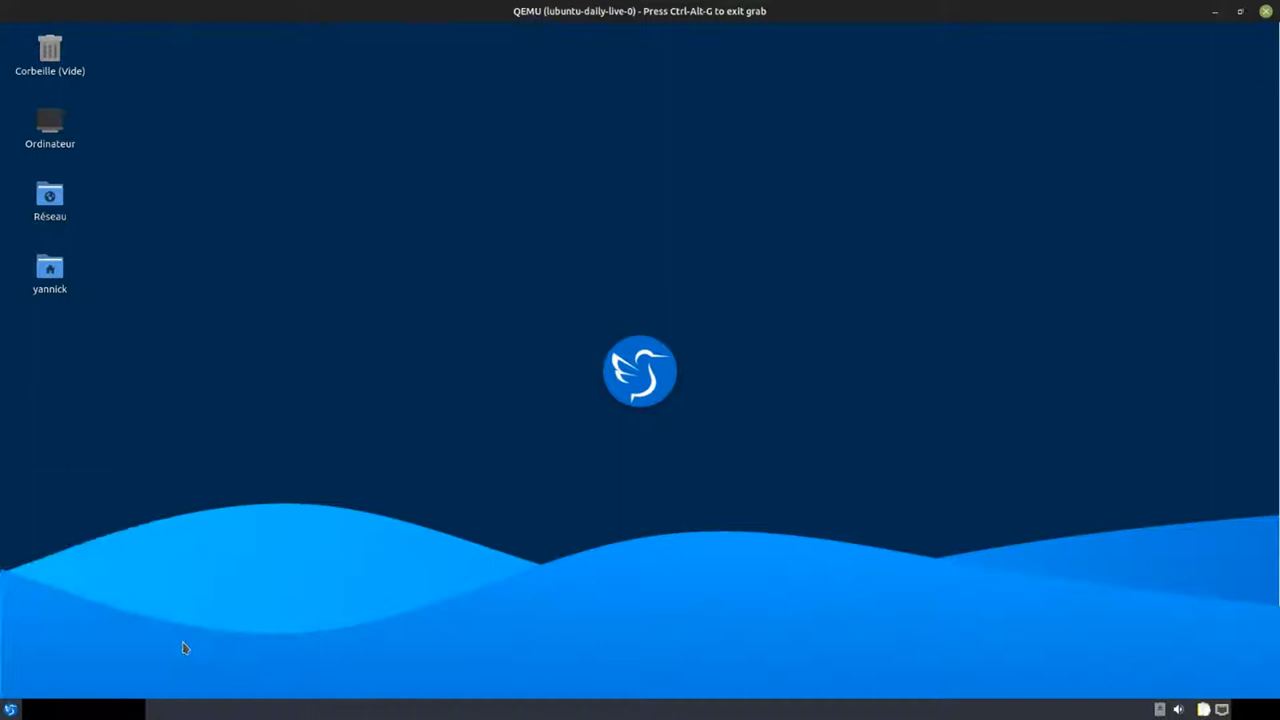 QEMU (lubuntu-daily-live-0) - Press Ctrl-Alt-G to exit grab
Corbeille (Vide)
Ordinateur
Réseau
yannick